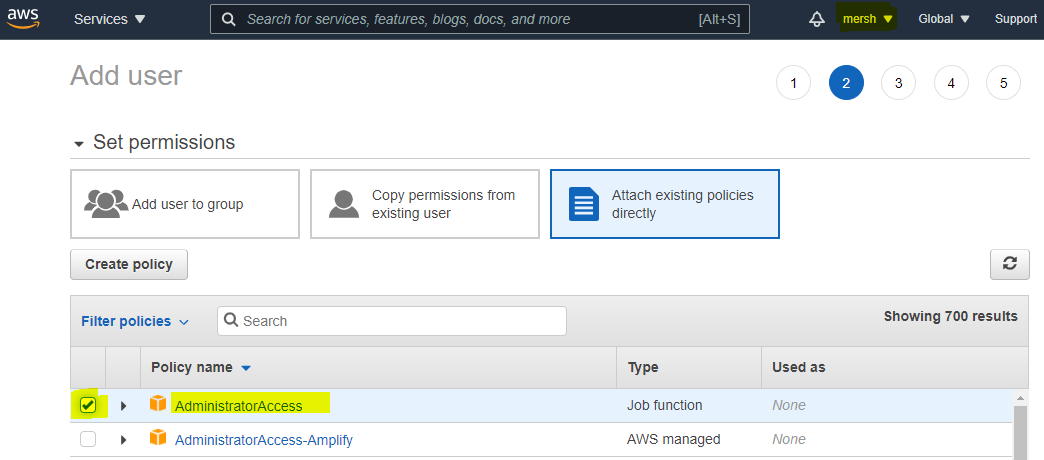 aws Services Search for services, features, blogs, docs, and more [Alt+S] mersh Global Support
Add user 1 2 3 4 5
Set permissions
Add user to group
Copy permissions from
existing user
Attach existing policies
directly
Create policy
Filter policies Search Showing 700 results
Policy name Type Used as
AdministratorAccess Job function None
AdministratorAccess-Amplify AWS managed None